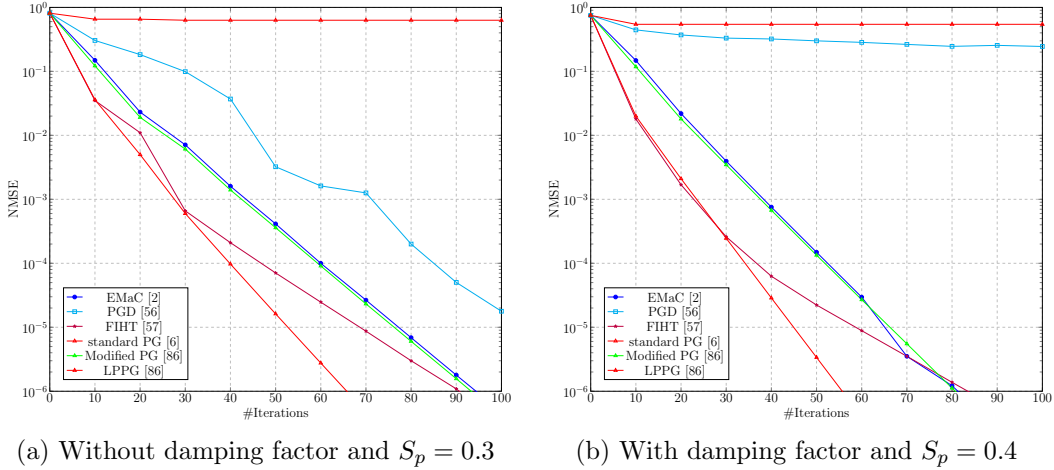 10^0
10^-1
10^-2
10^-3
10^-4
10^-5
10^-6
NMSE
0 10 20 30 40 50 60 70 80 90 100
#Iterations
EMaC [2]
PGD [56]
FIHT [57]
standard PG [6]
Modified PG [86]
LPPG [86]
(a) Without damping factor and S_p = 0.3
10^0
10^-1
10^-2
10^-3
10^-4
10^-5
10^-6
NMSE
0 10 20 30 40 50 60 70 80 90 100
#Iterations
EMaC [2]
PGD [56]
FIHT [57]
standard PG [6]
Modified PG [86]
LPPG [86]
(b) With damping factor and S_p = 0.4